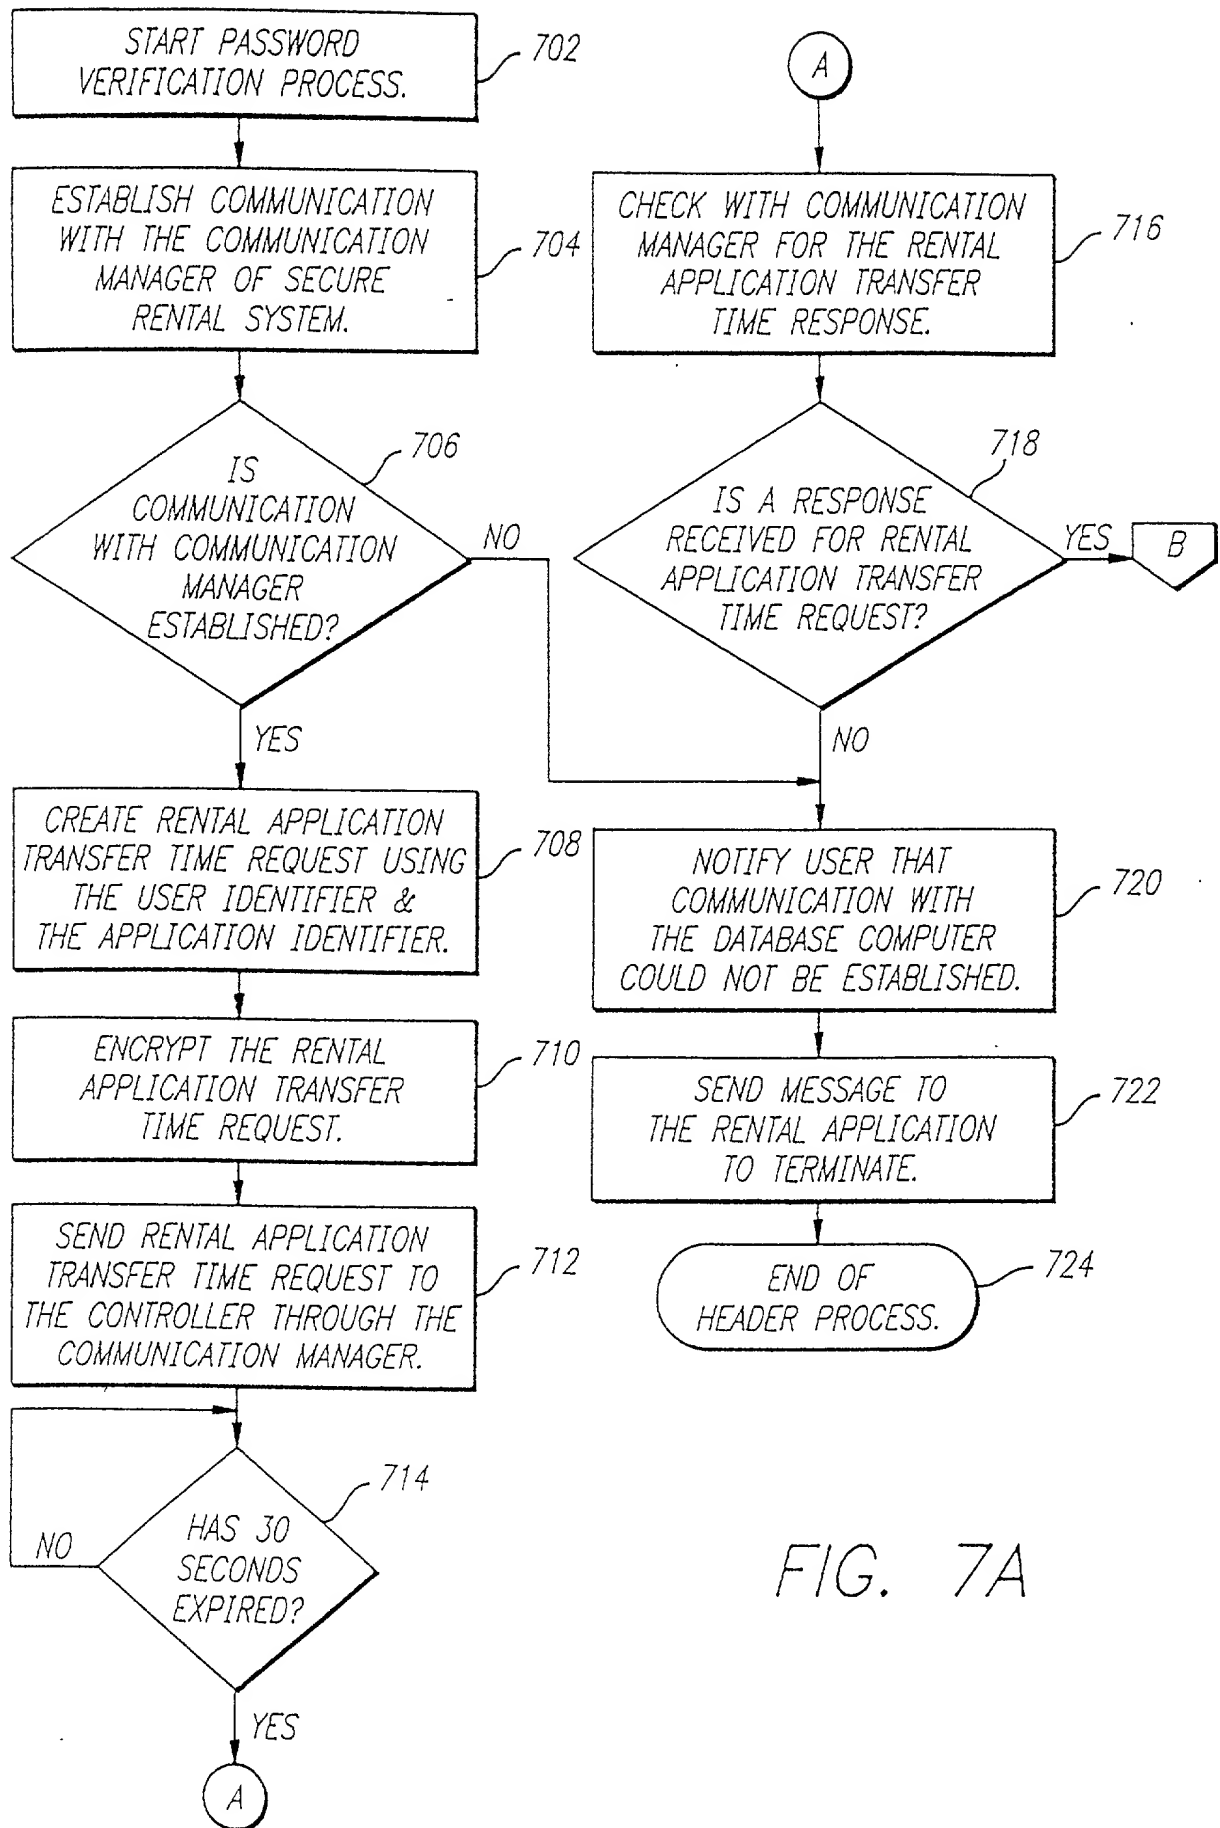 START PASSWORD
VERIFICATION PROCESS.
702
ESTABLISH COMMUNICATION
WITH THE COMMUNICATION
MANAGER OF SECURE
RENTAL SYSTEM.
704
IS
COMMUNICATION
WITH COMMUNICATION
MANAGER
ESTABLISHED?
706
NO
YES
CREATE RENTAL APPLICATION
TRANSFER TIME REQUEST USING
THE USER IDENTIFIER &
THE APPLICATION IDENTIFIER.
708
ENCRYPT THE RENTAL
APPLICATION TRANSFER
TIME REQUEST.
710
SEND RENTAL APPLICATION
TRANSFER TIME REQUEST TO
THE CONTROLLER THROUGH THE
COMMUNICATION MANAGER.
712
HAS 30
SECONDS
EXPIRED?
714
NO
YES
A
A
CHECK WITH COMMUNICATION
MANAGER FOR THE RENTAL
APPLICATION TRANSFER
TIME RESPONSE.
716
IS A RESPONSE
RECEIVED FOR RENTAL
APPLICATION TRANSFER
TIME REQUEST?
718
YES
B
NO
NOTIFY USER THAT
COMMUNICATION WITH
THE DATABASE COMPUTER
COULD NOT BE ESTABLISHED.
720
SEND MESSAGE TO
THE RENTAL APPLICATION
TO TERMINATE.
722
END OF
HEADER PROCESS.
724
FIG. 7A